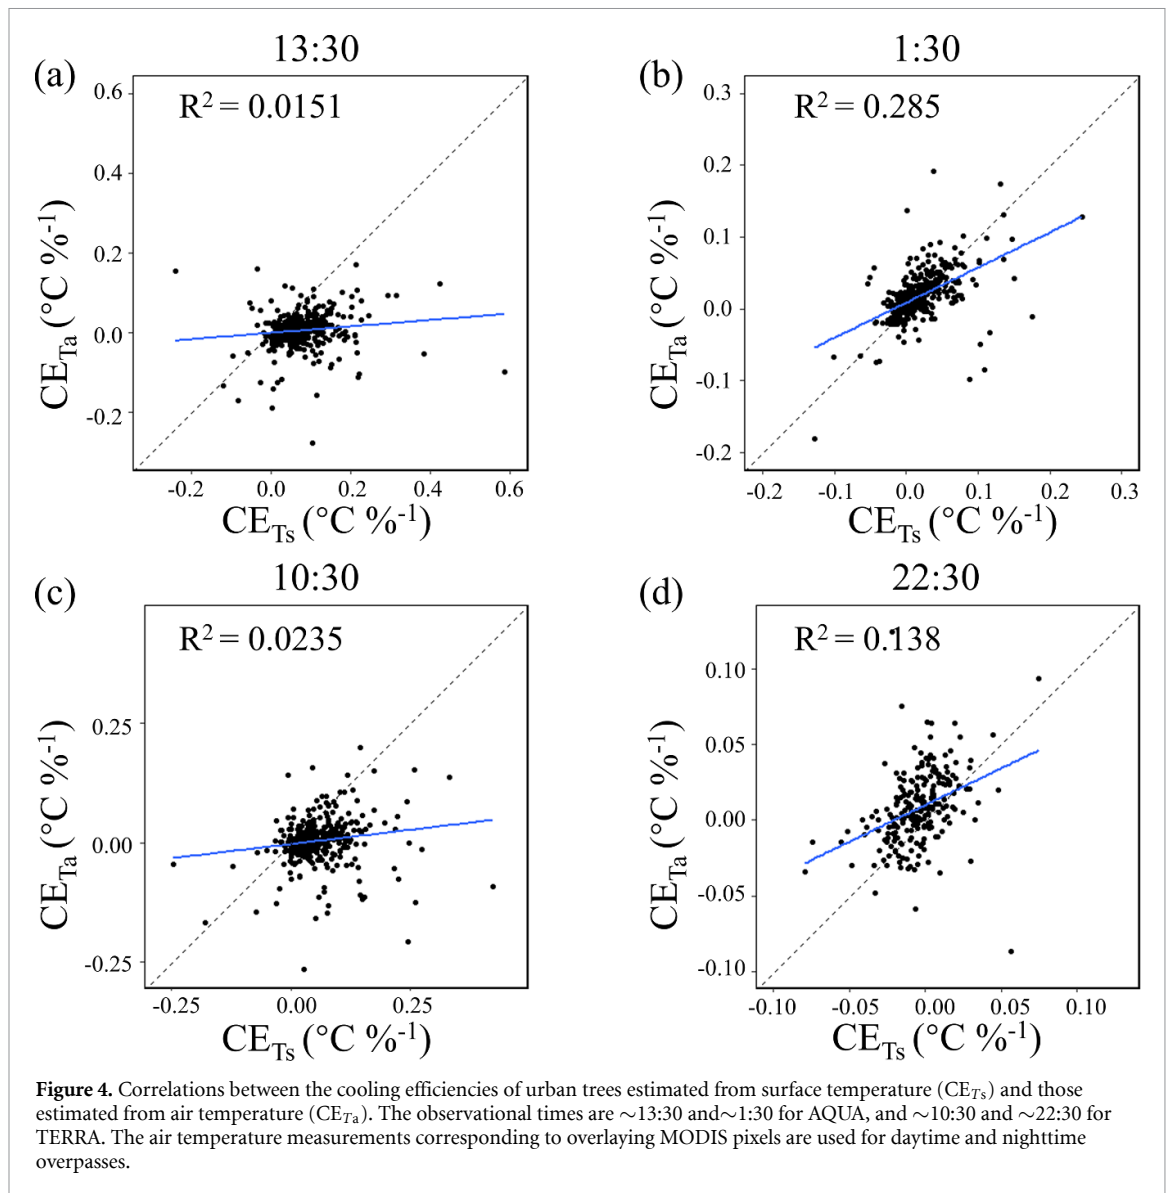 13:30
(a)
R² = 0.0151
0.6
0.4
0.2
0.0
-0.2
CE_Ta (°C %⁻¹)
-0.2 0.0 0.2 0.4 0.6
CE_Ts (°C %⁻¹)
1:30
(b)
R² = 0.285
0.3
0.2
0.1
0.0
-0.1
-0.2
CE_Ta (°C %⁻¹)
-0.2 -0.1 0.0 0.1 0.2 0.3
CE_Ts (°C %⁻¹)
10:30
(c)
R² = 0.0235
0.25
0.00
-0.25
CE_Ta (°C %⁻¹)
-0.25 0.00 0.25
CE_Ts (°C %⁻¹)
22:30
(d)
R² = 0.138
0.10
0.05
0.00
-0.05
-0.10
CE_Ta (°C %⁻¹)
-0.10 -0.05 0.00 0.05 0.10
CE_Ts (°C %⁻¹)
Figure 4. Correlations between the cooling efficiencies of urban trees estimated from surface temperature (CE_Ts) and those
estimated from air temperature (CE_Ta). The observational times are ∼13:30 and∼1:30 for AQUA, and ∼10:30 and ∼22:30 for
TERRA. The air temperature measurements corresponding to overlaying MODIS pixels are used for daytime and nighttime
overpasses.